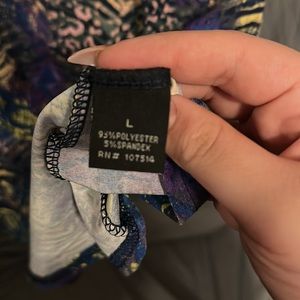 L
95%POLYESTER
5%SPANDEX
RN# 107514